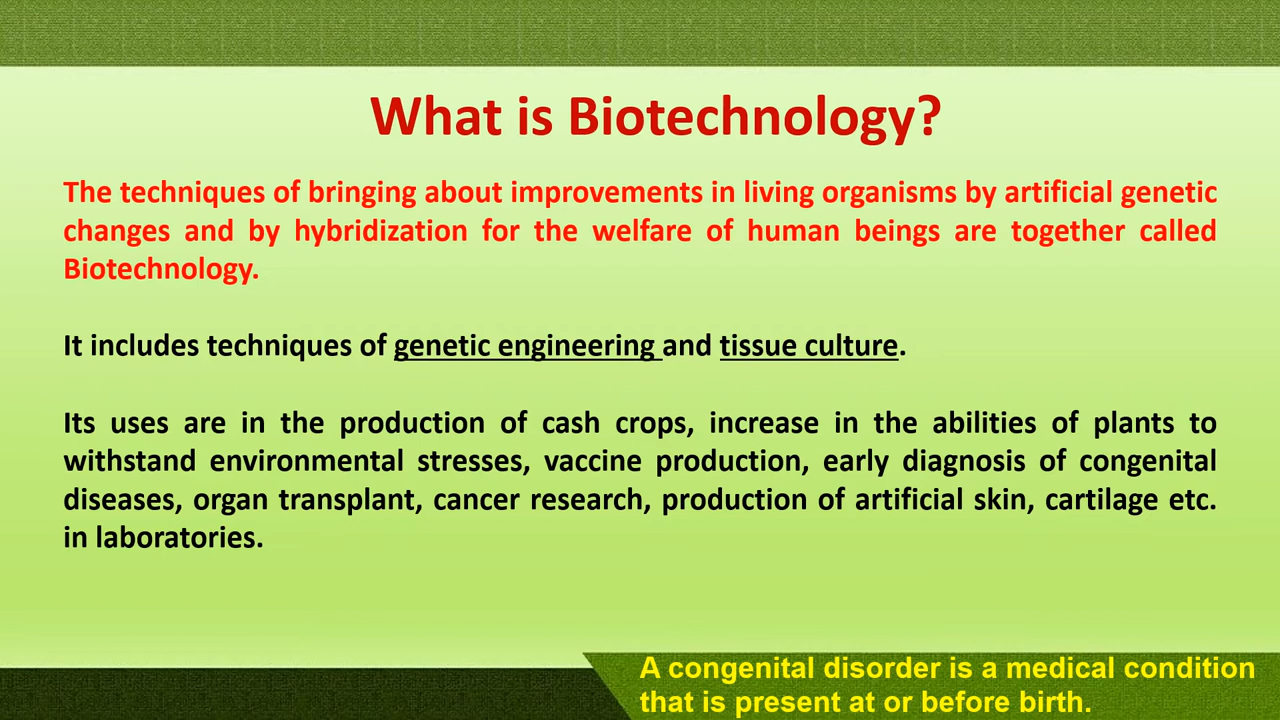 What is Biotechnology?
The techniques of bringing about improvements in living organisms by artificial genetic
changes and by hybridization for the welfare of human beings are together called
Biotechnology.
It includes techniques of genetic engineering and tissue culture.
Its uses are in the production of cash crops, increase in the abilities of plants to
withstand environmental stresses, vaccine production, early diagnosis of congenital
diseases, organ transplant, cancer research, production of artificial skin, cartilage etc.
in laboratories.
A congenital disorder is a medical condition
that is present at or before birth.